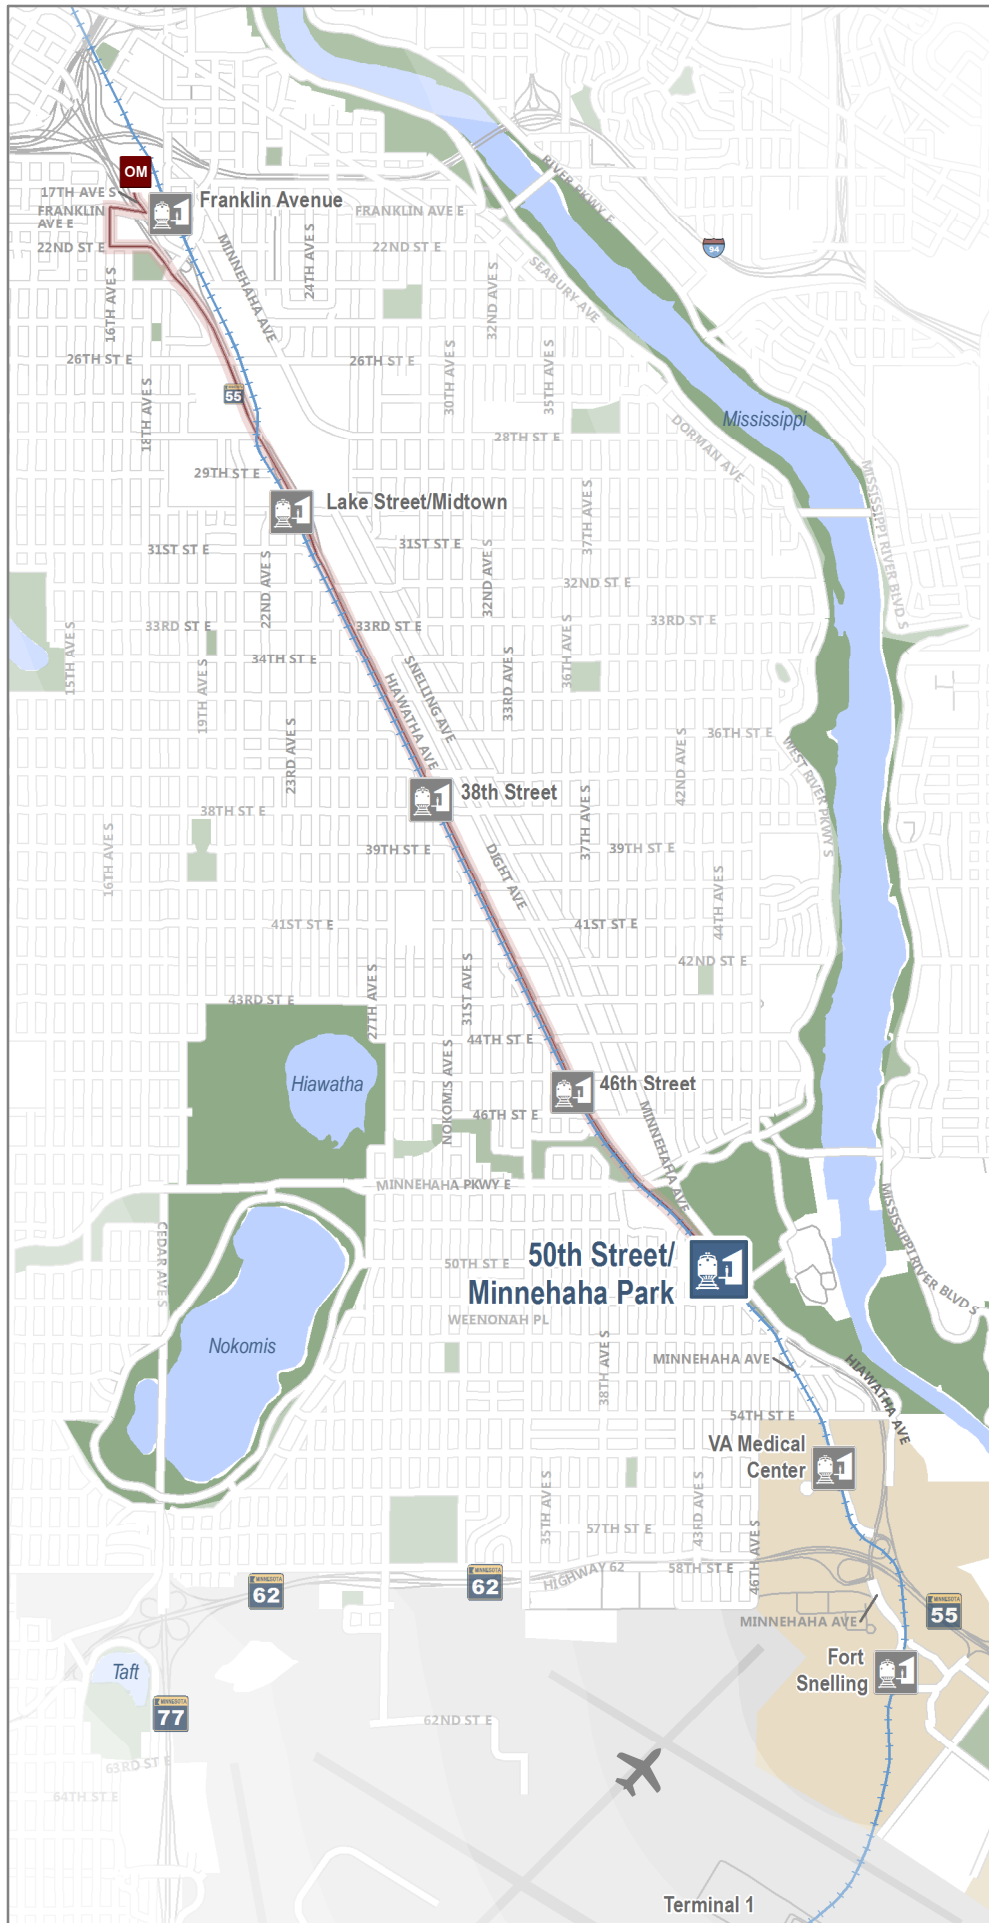 OM
17TH AVE S
Franklin Avenue
FRANKLIN
AVE E
FRANKLIN AVE E
RIVER PKWY E
22ND ST E
22ND ST E
94
MINNEHAHA AVE
24TH AVE S
SEABURY AVE
16TH AVE S
32ND AVE S
26TH ST E
26TH ST E
30TH AVE S
35TH AVE S
55
18TH AVE S
Mississippi
28TH ST E
DORMAN AVE
29TH ST E
MISSISSIPPI RIVER BLVD S
Lake Street/Midtown
37TH AVE S
31ST ST E
31ST ST E
22ND AVE S
32ND AVE S
32ND ST E
33RD ST E
33RD ST E
33RD ST E
15TH AVE S
34TH ST E
36TH AVE S
19TH AVE S
SNELLING AVE
HIAWATHA AVE
33RD AVE S
23RD AVE S
36TH ST E
42ND AVE S
WEST RIVER PKWY S
38th Street
38TH ST E
37TH AVE S
16TH AVE S
39TH ST E
39TH ST E
DIGHT AVE
44TH AVE S
41ST ST E
41ST ST E
42ND ST E
27TH AVE S
31ST AVE S
43RD ST E
44TH ST E
Hiawatha
NOKOMIS AVE S
46th Street
46TH ST E
MINNEHAHA AVE
MINNEHAHA PKWY E
MISSISSIPPI RIVER BLVD S
CEDAR AVE S
50th Street/
Minnehaha Park
50TH ST E
WEENONAH PL
Nokomis
38TH AVE S
MINNEHAHA AVE
HIAWATHA AVE
54TH ST E
VA Medical
Center
35TH AVE S
43RD AVE S
57TH ST E
46TH AVE S
HIGHWAY 62
58TH ST E
MINNESOTA
62
MINNESOTA
62
MINNESOTA
55
MINNEHAHA AVE
Fort
Snelling
Taft
MINNESOTA
77
62ND ST E
63RD ST E
64TH ST E
Terminal 1